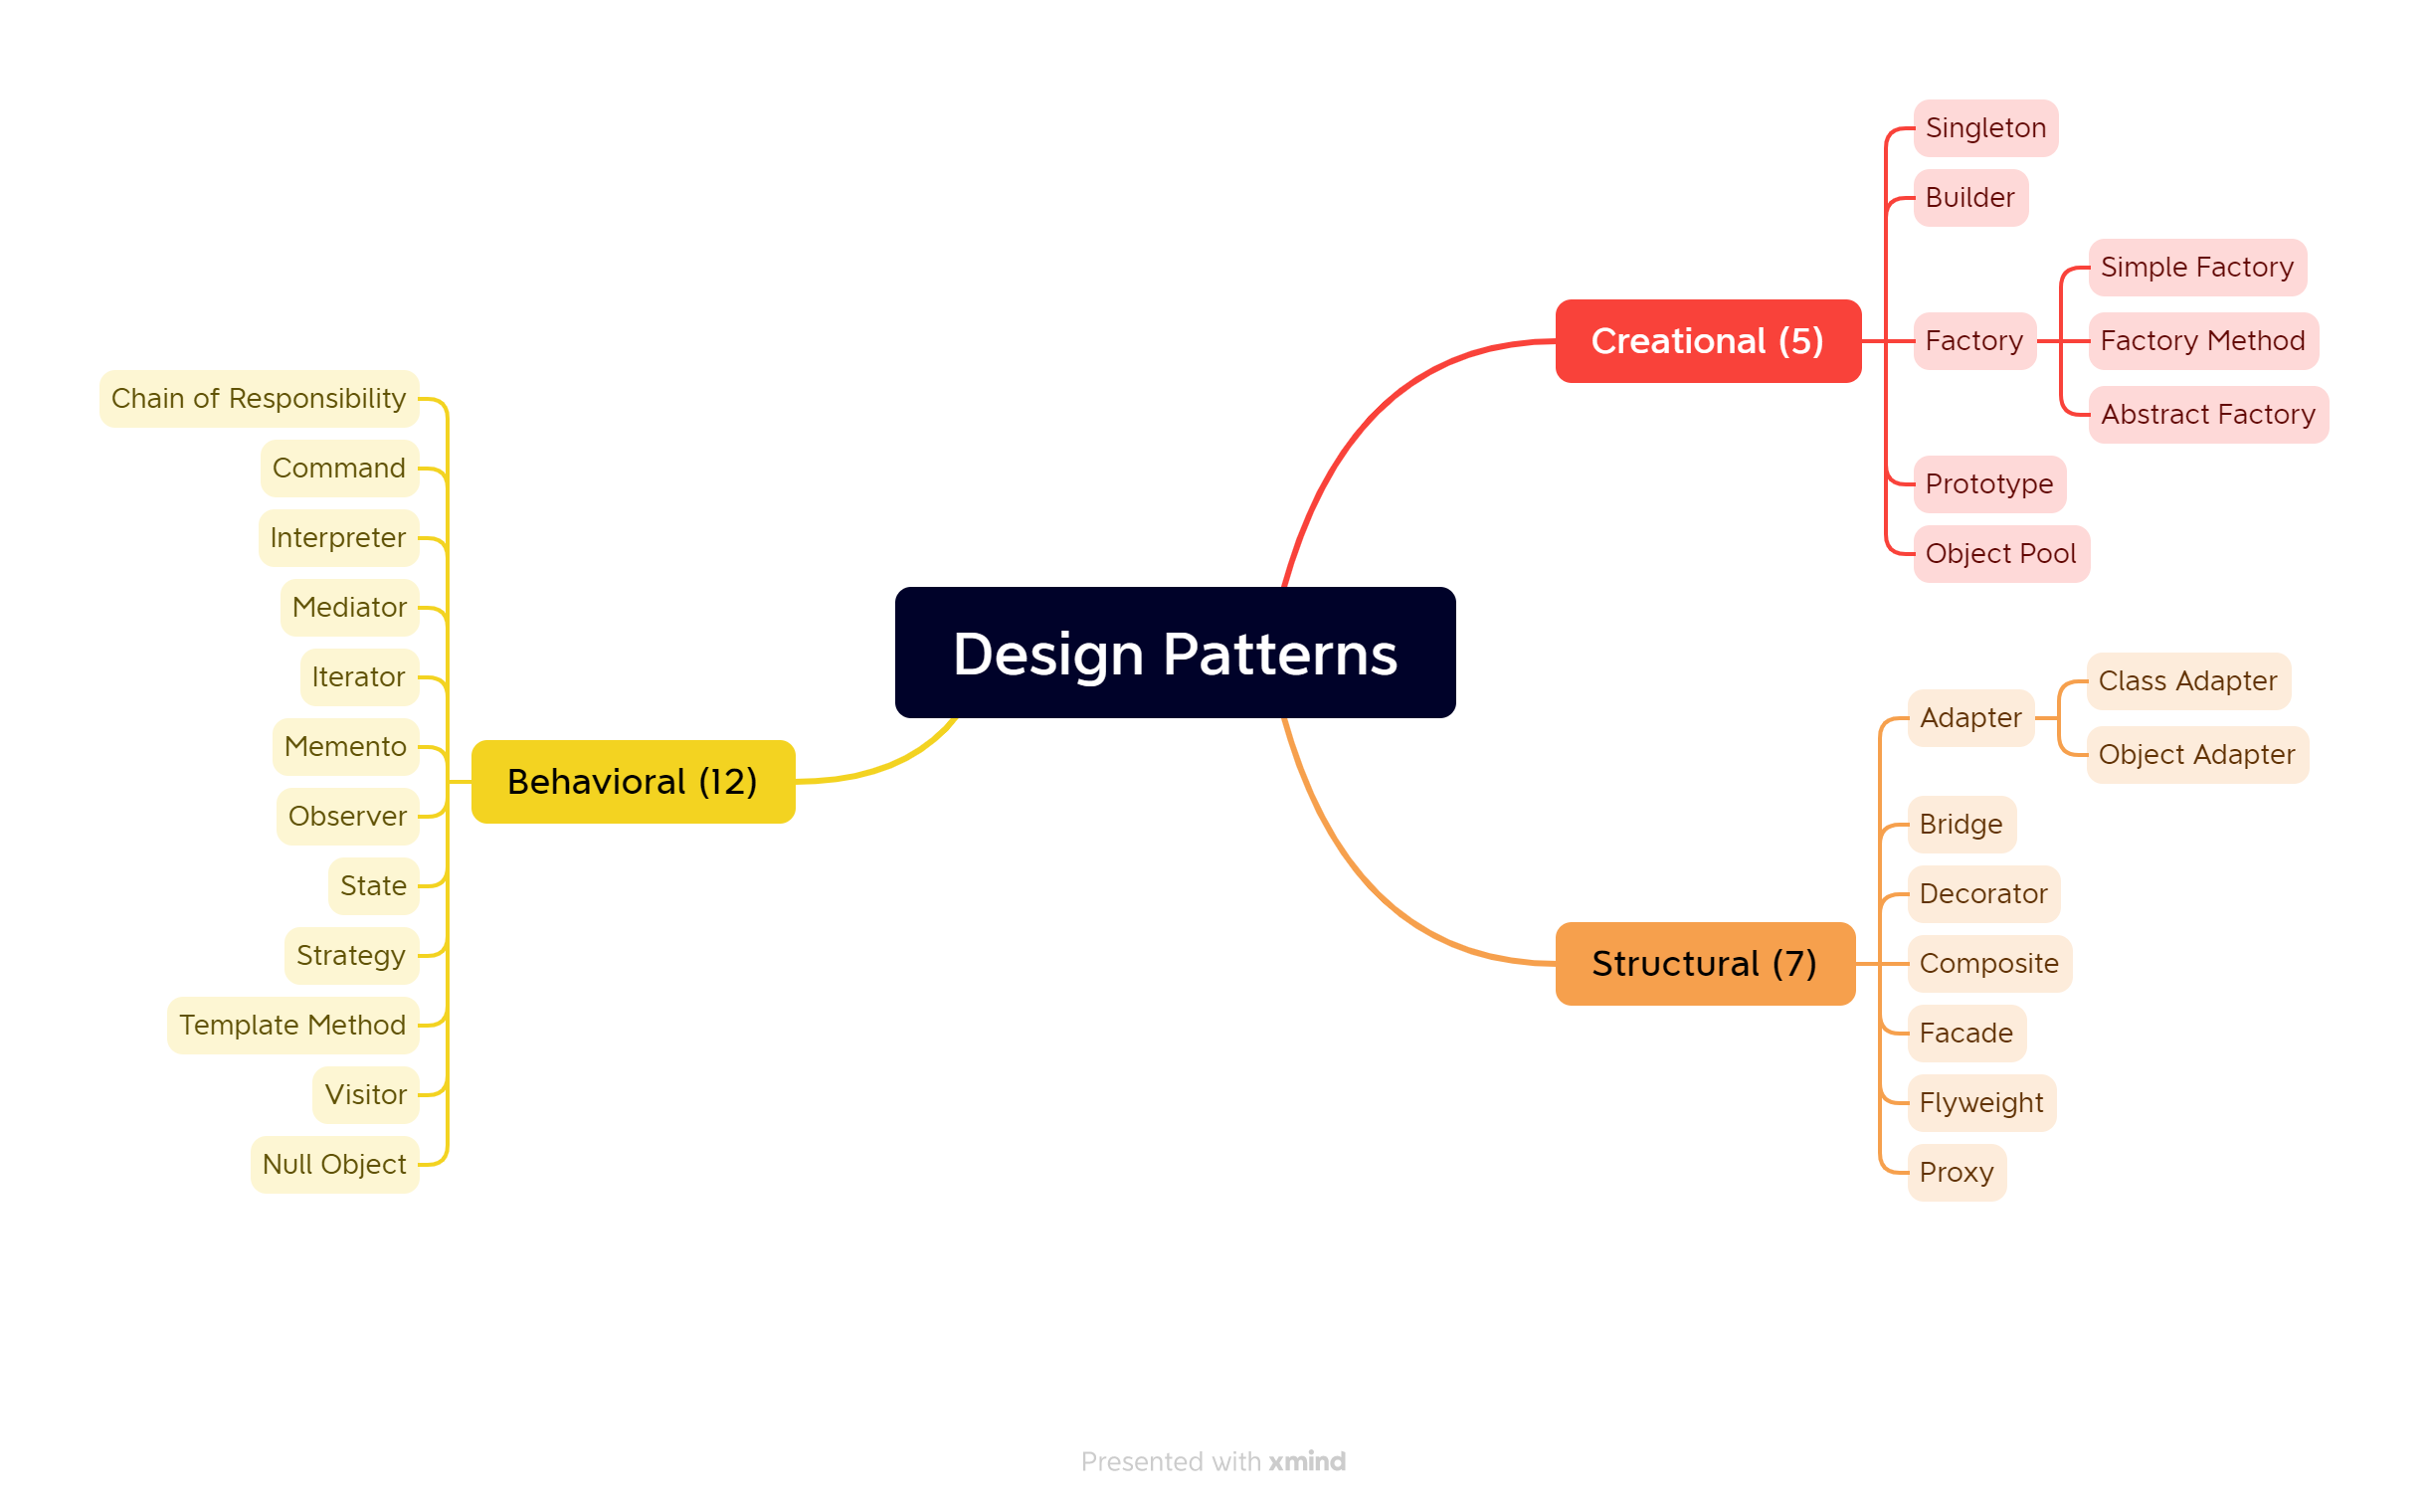 Design Patterns
Creational (5)
Singleton
Builder
Factory
Simple Factory
Factory Method
Abstract Factory
Prototype
Object Pool
Structural (7)
Adapter
Class Adapter
Object Adapter
Bridge
Decorator
Composite
Facade
Flyweight
Proxy
Behavioral (12)
Chain of Responsibility
Command
Interpreter
Mediator
Iterator
Memento
Observer
State
Strategy
Template Method
Visitor
Null Object
Presented with xmind